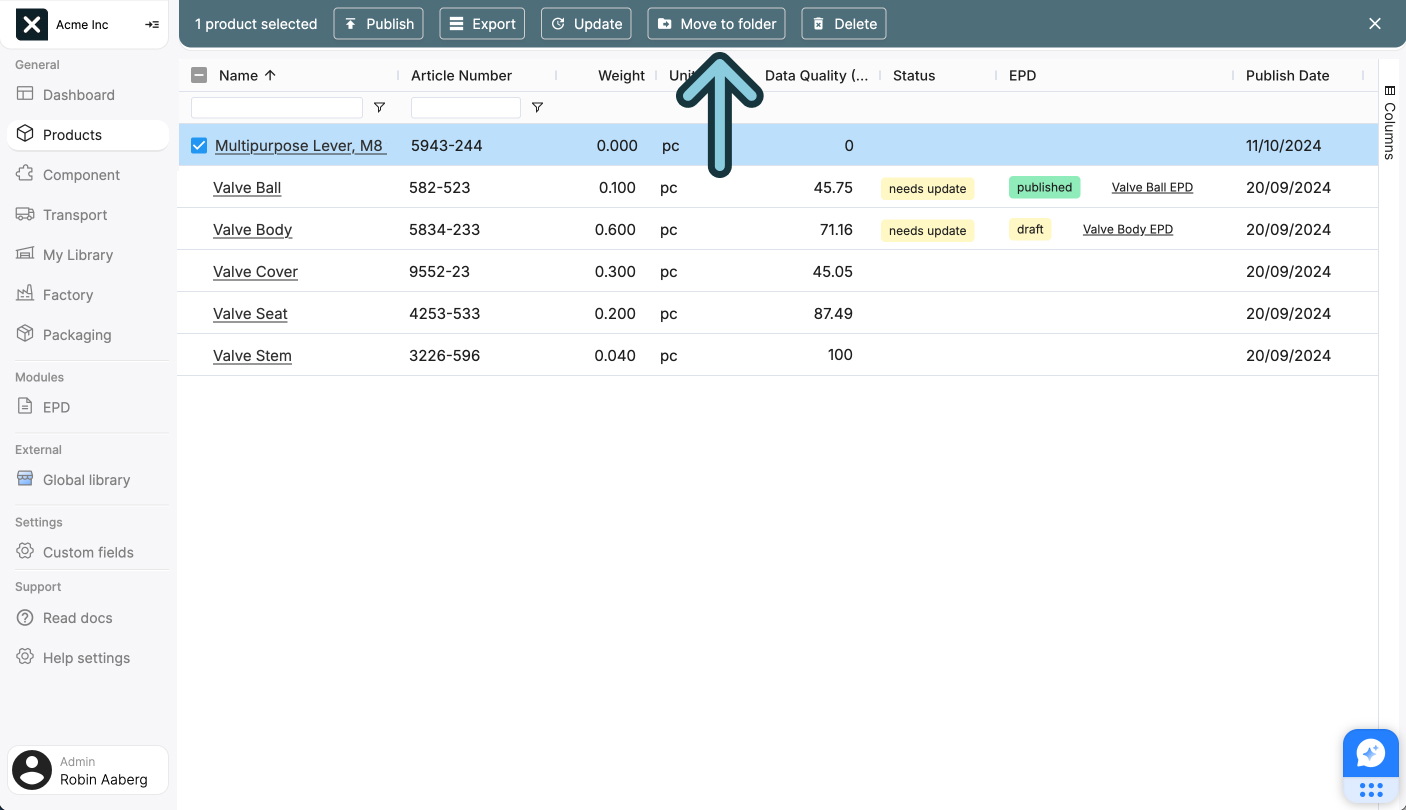 Acme Inc
1 product selected Publish Export Update Move to folder Delete
General
Dashboard
Products
Component
Transport
My Library
Factory
Packaging
Modules
EPD
External
Global library
Settings
Custom fields
Support
Read docs
Help settings
Admin
Robin Aaberg
Name Article Number Weight Data Quality (... Status EPD Publish Date
Multipurpose Lever, M8 5943-244 0.000 pc 0 11/10/2024
Valve Ball 582-523 0.100 pc 45.75 needs update published Valve Ball EPD 20/09/2024
Valve Body 5834-233 0.600 pc 71.16 needs update draft Valve Body EPD 20/09/2024
Valve Cover 9552-23 0.300 pc 45.05 20/09/2024
Valve Seat 4253-533 0.200 pc 87.49 20/09/2024
Valve Stem 3226-596 0.040 pc 100 20/09/2024
Columns